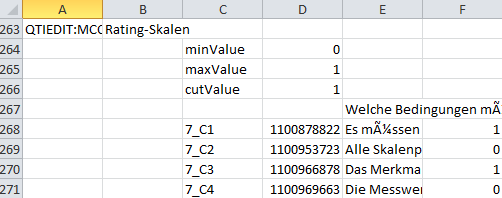 A B C D E F
263 QTIEDIT:MCC Rating-Skalen
264 minValue 0
265 maxValue 1
266 cutValue 1
267 Welche Bedingungen mÃ
268 7_C1 1100878822 Es mÃ¼ssen 1
269 7_C2 1100953723 Alle Skalenp 0
270 7_C3 1100966878 Das Merkma 1
271 7_C4 1100969663 Die Messwer 0